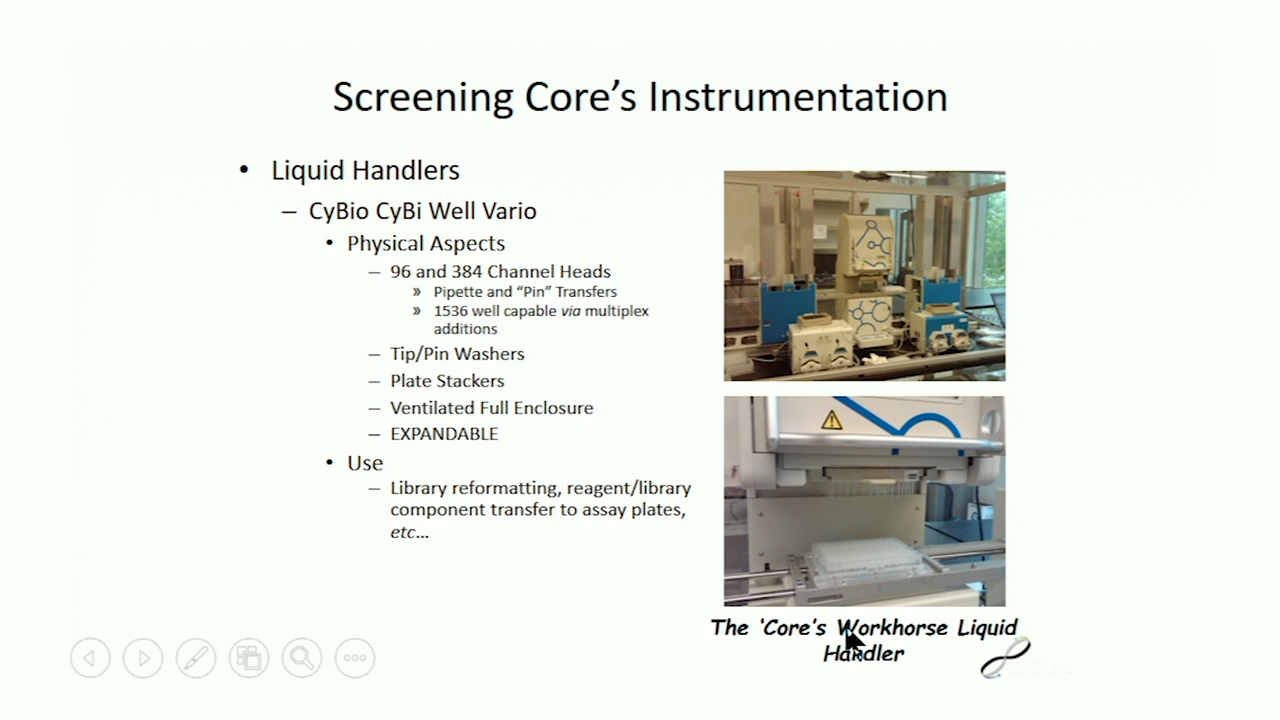 Screening Core's Instrumentation
• Liquid Handlers
– CyBio CyBi Well Vario
• Physical Aspects
– 96 and 384 Channel Heads
» Pipette and “Pin” Transfers
» 1536 well capable via multiplex
additions
– Tip/Pin Washers
– Plate Stackers
– Ventilated Full Enclosure
– EXPANDABLE
• Use
– Library reformatting, reagent/library
component transfer to assay plates,
etc…
The ‘Core’s Workhorse Liquid
Handler